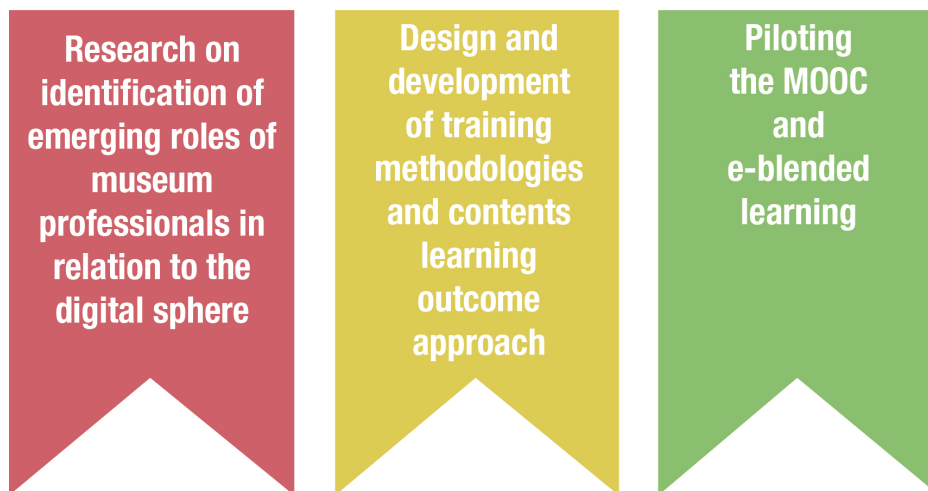 Research on
identification of
emerging roles of
museum
professionals in
relation to the
digital sphere
Design and
development
of training
methodologies
and contents
learning
outcome
approach
Piloting
the MOOC
and
e-blended
learning